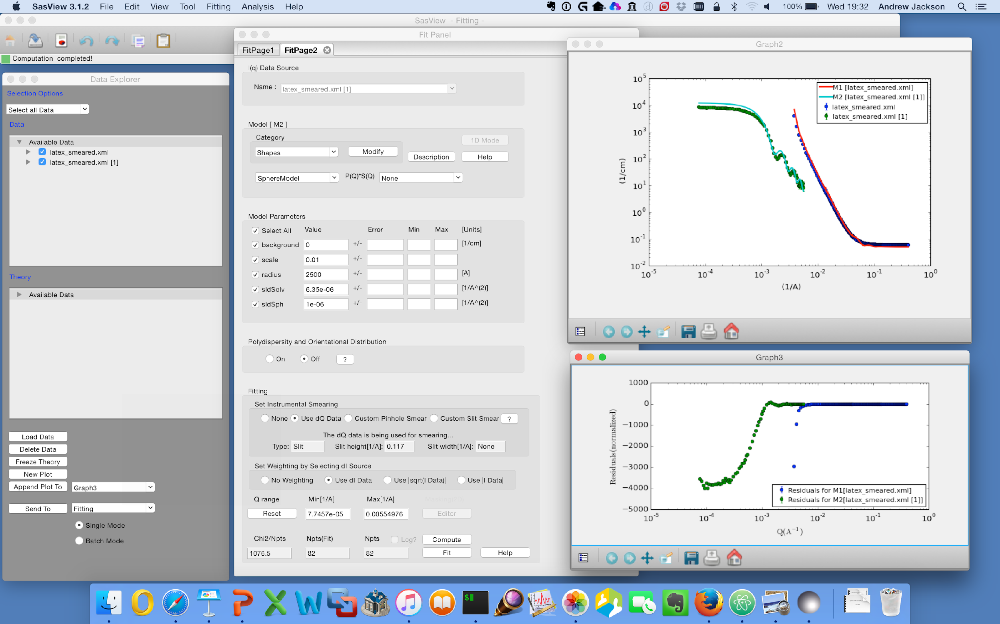 SasView 3.1.2 File Edit View Tool Fitting Analysis Help 100% Wed 19:32 Andrew Jackson
SasView - Fitting -
Computation completed!
Data Explorer
Selection Options
Select all Data
Data
Available Data
latex_smeared.xml
latex_smeared.xml [1]
Theory
Available Data
Load Data
Delete Data
Freeze Theory
New Plot
Append Plot To Graph3
Send To Fitting
Single Mode
Batch Mode
Fit Panel
FitPage1 FitPage2
I(q) Data Source
Name : latex_smeared.xml [1]
Model [ M2 ]
Category
1D Mode
Shapes Modify Description Help
SphereModel P(Q)*S(Q) None
Model Parameters
Select All Value Error Min Max [Units]
background 0 +/- [1/cm]
scale 0.01 +/-
radius 2500 +/- [A]
sldSolv 6.35e-06 +/- [1/A^(2)]
sldSph 1e-06 +/- [1/A^(2)]
Polydispersity and Orientational Distribution
On Off ?
Fitting
Set Instrumental Smearing
None Use dQ Data Custom Pinhole Smear Custom Slit Smear ?
The dQ data is being used for smearing...
Type: Slit Slit height[1/A]: 0.117 Slit width[1/A]: None
Set Weighting by Selecting dI Source
No Weighting Use dI Data Use |sqrt(I Data)| Use |I Data|
Q range Min[1/A] Max[1/A]
Reset 7.7457e-05 0.00554976 Editor
Chi2/Npts Npts(Fit) Npts Log? Compute
1076.5 82 82 Fit Help
Graph2
M1 [latex_smeared.xml]
M2 [latex_smeared.xml [1]]
latex_smeared.xml
latex_smeared.xml [1]
(1/cm)
10^5
10^4
10^3
10^2
10^1
10^0
10^-1
10^-2
10^-5 10^-4 10^-3 10^-2 10^-1 10^0
(1/A)
Graph3
Residuals(normalized)
1000
0
−1000
−2000
−3000
−4000
−5000
Residuals for M1[latex_smeared.xml]
Residuals for M2[latex_smeared.xml [1]]
10^-5 10^-4 10^-3 10^-2 10^-1 10^0
Q(A^−1)
$